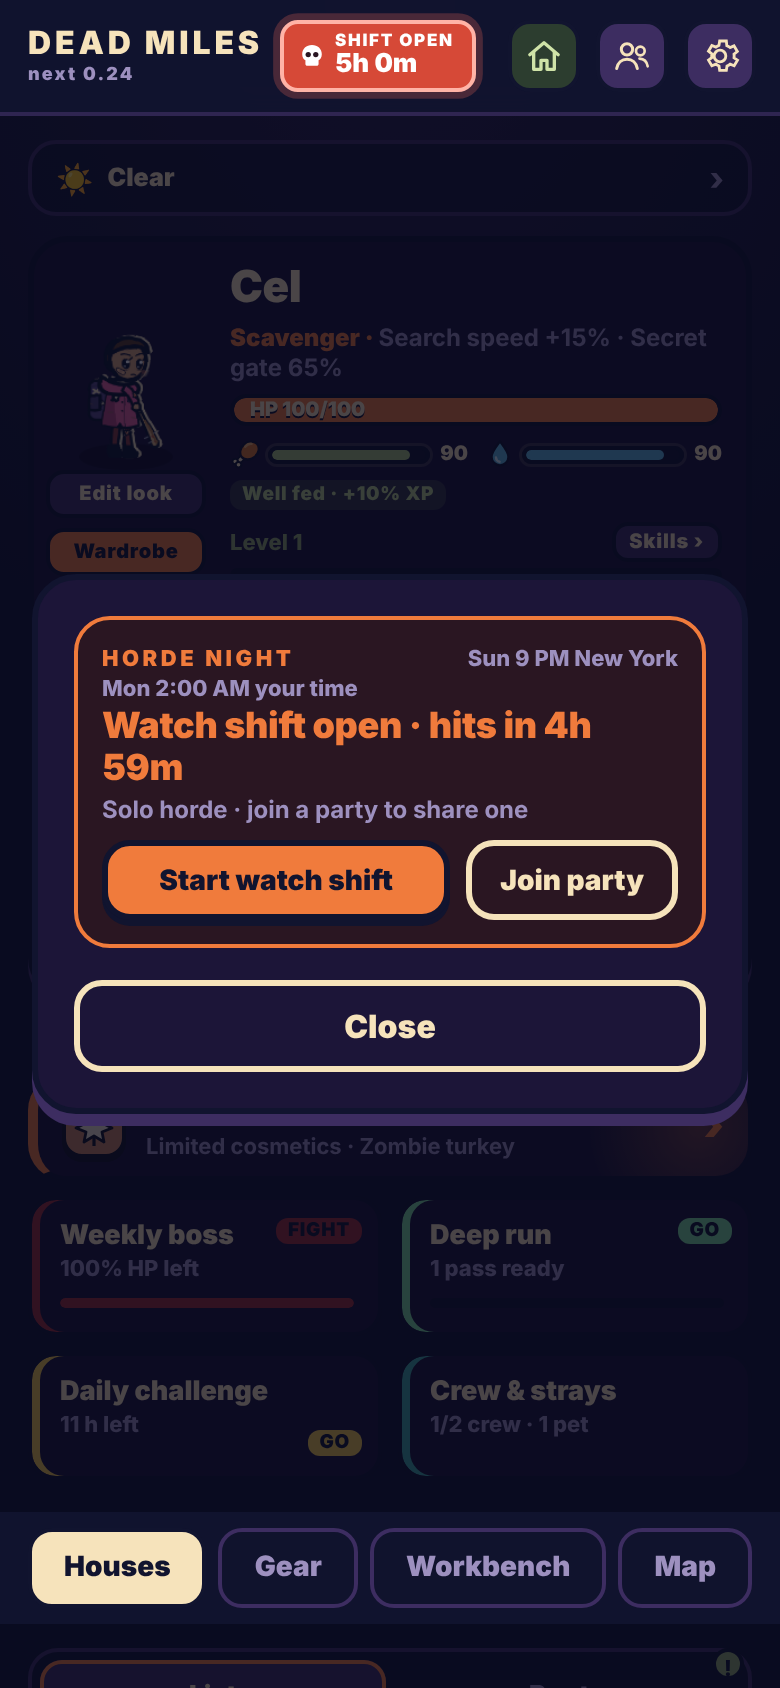 DEAD MILES
next 0.24
SHIFT OPEN
5h 0m
Clear
Cel
Scavenger · Search speed +15% · Secret
gate 65%
HP 100/100
90
90
Well fed · +10% XP
Edit look
Wardrobe
Level 1
Skills ›
HORDE NIGHT
Sun 9 PM New York
Mon 2:00 AM your time
Watch shift open · hits in 4h
59m
Solo horde · join a party to share one
Start watch shift
Join party
Close
Limited cosmetics · Zombie turkey
Weekly boss
FIGHT
100% HP left
Deep run
GO
1 pass ready
Daily challenge
11 h left
GO
Crew & strays
1/2 crew · 1 pet
Houses
Gear
Workbench
Map
!